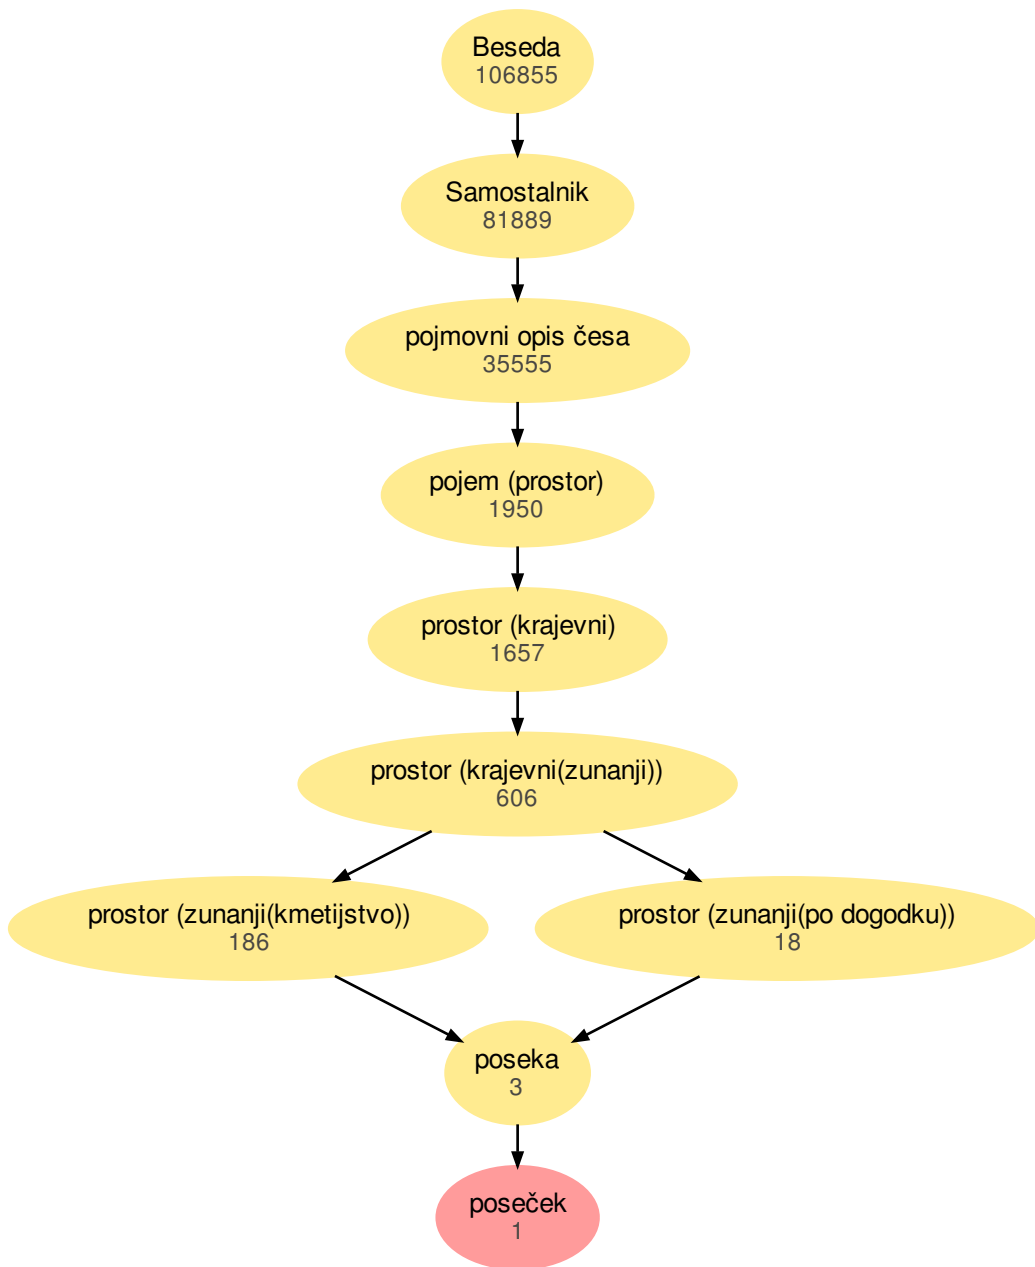 Beseda
106855
Samostalnik
81889
pojmovni opis česa
35555
pojem (prostor)
1950
prostor (krajevni)
1657
prostor (krajevni(zunanji))
606
prostor (zunanji(kmetijstvo))
186
prostor (zunanji(po dogodku))
18
poseka
3
poseček
1